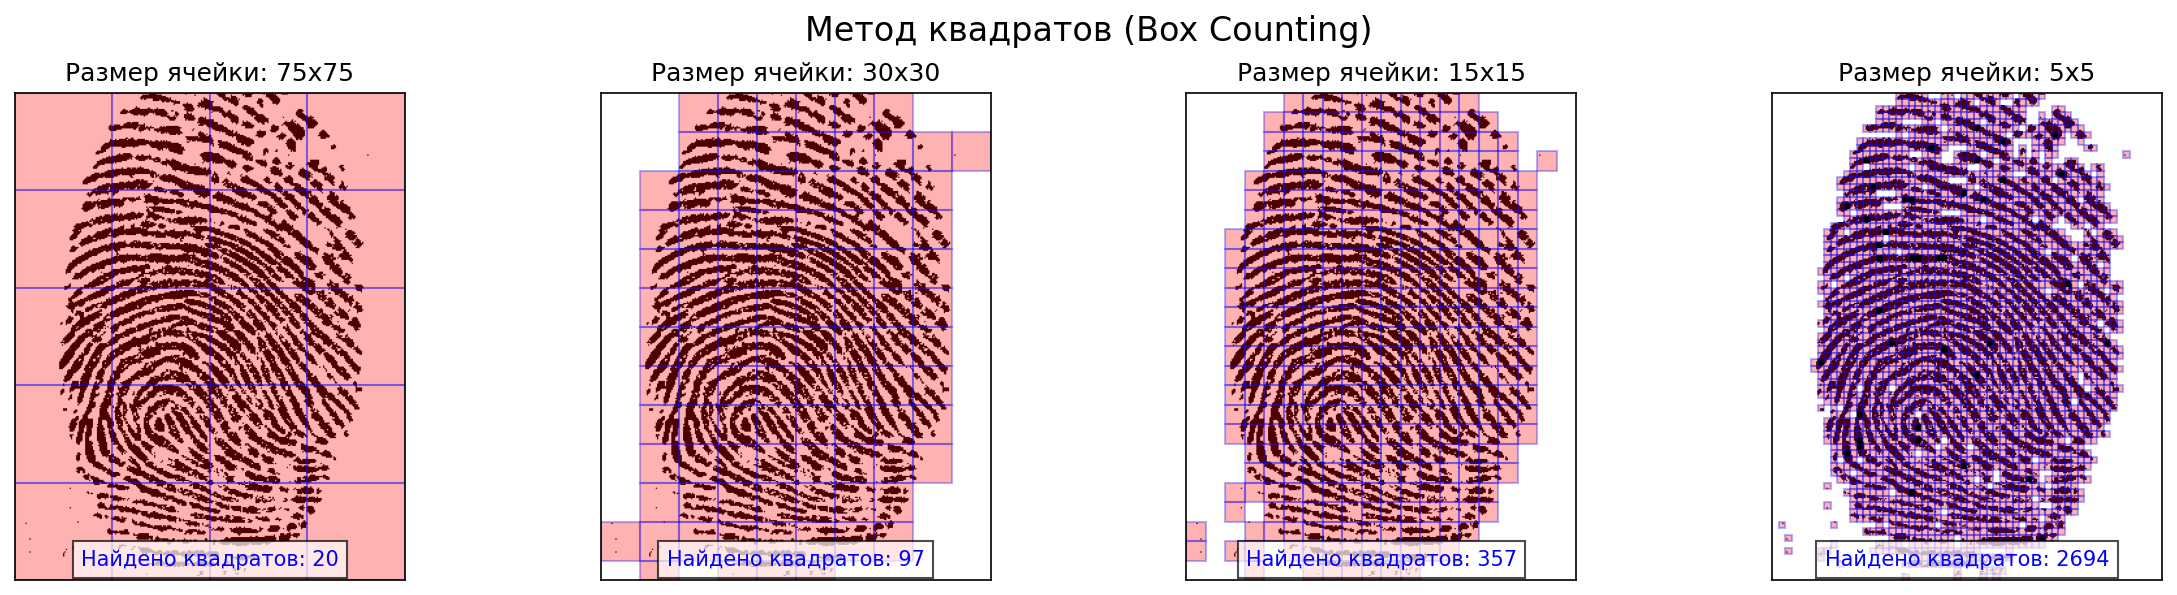 Метод квадратов (Box Counting)
Размер ячейки: 75x75
Размер ячейки: 30x30
Размер ячейки: 15x15
Размер ячейки: 5x5
Найдено квадратов: 20
Найдено квадратов: 97
Найдено квадратов: 357
Найдено квадратов: 2694